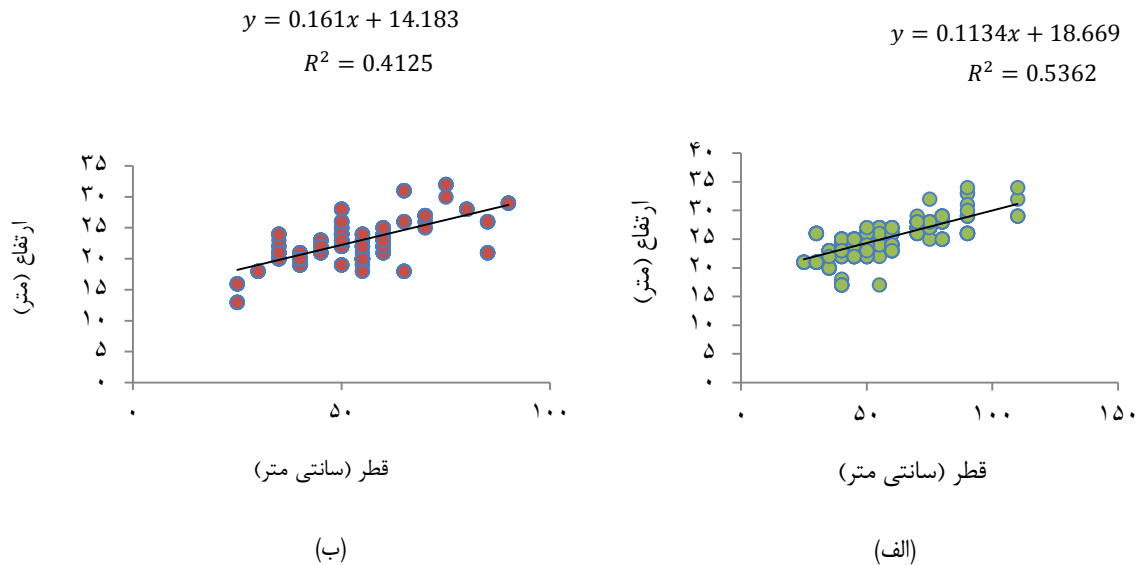 y = 0.1134x + 18.669
R² = 0.5362
۴۰
۳۵
۳۰
۲۵
۲۰
۱۵
۱۰
۵
۰
ارتفاع (متر)
۰
۵۰
۱۰۰
۱۵۰
قطر (سانتی متر)
(الف)
y = 0.161x + 14.183
R² = 0.4125
۳۵
۳۰
۲۵
۲۰
۱۵
۱۰
۵
۰
ارتفاع (متر)
۰
۵۰
۱۰۰
قطر (سانتی متر)
(ب)